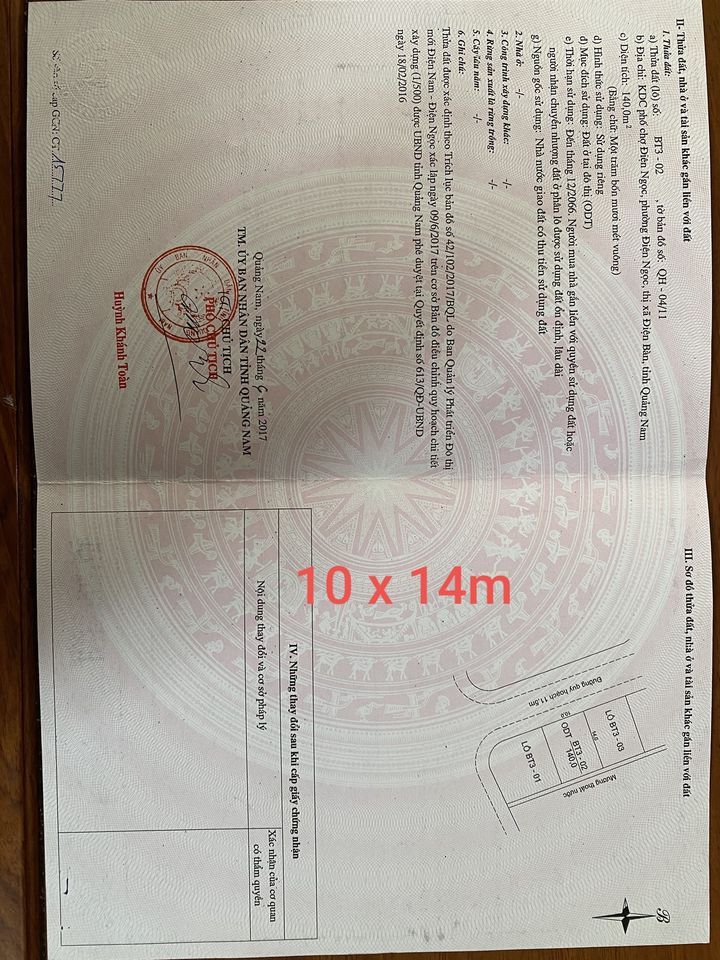 II- Thửa đất, nhà ở và tài sản khác gắn liền với đất
1. Thửa đất:
a) Thửa đất (lô) số: BT3 - 02 , tờ bản đồ số: QH - 04/11
b) Địa chỉ: KDC phố chợ Điện Ngọc, phường Điện Ngọc, thị xã Điện Bàn, tỉnh Quảng Nam
c) Diện tích: 140,0m²
(Bằng chữ: Một trăm bốn mươi mét vuông)
d) Hình thức sử dụng: Sử dụng riêng
đ) Mục đích sử dụng: Đất ở tại đô thị (ODT)
e) Thời hạn sử dụng: Đến tháng 12/2066. Người mua nhà gắn liền với quyền sử dụng đất hoặc
người nhận chuyển nhượng đất ở phân lô được sử dụng đất ổn định, lâu dài
g) Nguồn gốc sử dụng: Nhà nước giao đất có thu tiền sử dụng đất
2. Nhà ở: -/-
3. Công trình xây dựng khác: -/-
4. Rừng sản xuất là rừng trồng: -/-
5. Cây lâu năm: -/-
6. Ghi chú:
Thửa đất được xác định theo Trích lục bản đồ số 42/102/2017/BQL do Ban Quản lý Phát triển Đô thị
mới Điện Nam - Điện Ngọc xác lập ngày 09/6/2017 trên cơ sở Bản đồ điều chỉnh quy hoạch chi tiết
xây dựng (1/500) được UBND tỉnh Quảng Nam phê duyệt tại Quyết định số 613/QĐ-UBND
ngày 18/02/2016
Quảng Nam, ngày 22 tháng 6 năm 2017
TM. ỦY BAN NHÂN DÂN TỈNH QUẢNG NAM
CHỦ TỊCH
PHÓ CHỦ TỊCH
Huỳnh Khánh Toàn
Số vào sổ cấp GCN: CT 15777
III. Sơ đồ thửa đất, nhà ở và tài sản khác gắn liền với đất
B
Đường quy hoạch 11,5m
LÔ BT3 - 03
14,0
10,0
ODT BT3 - 02
140,0
LÔ BT3 - 01
Mương thoát nước
10 x 14m
IV. Những thay đổi sau khi cấp giấy chứng nhận
Nội dung thay đổi và cơ sở pháp lý
Xác nhận của cơ quan
có thẩm quyền